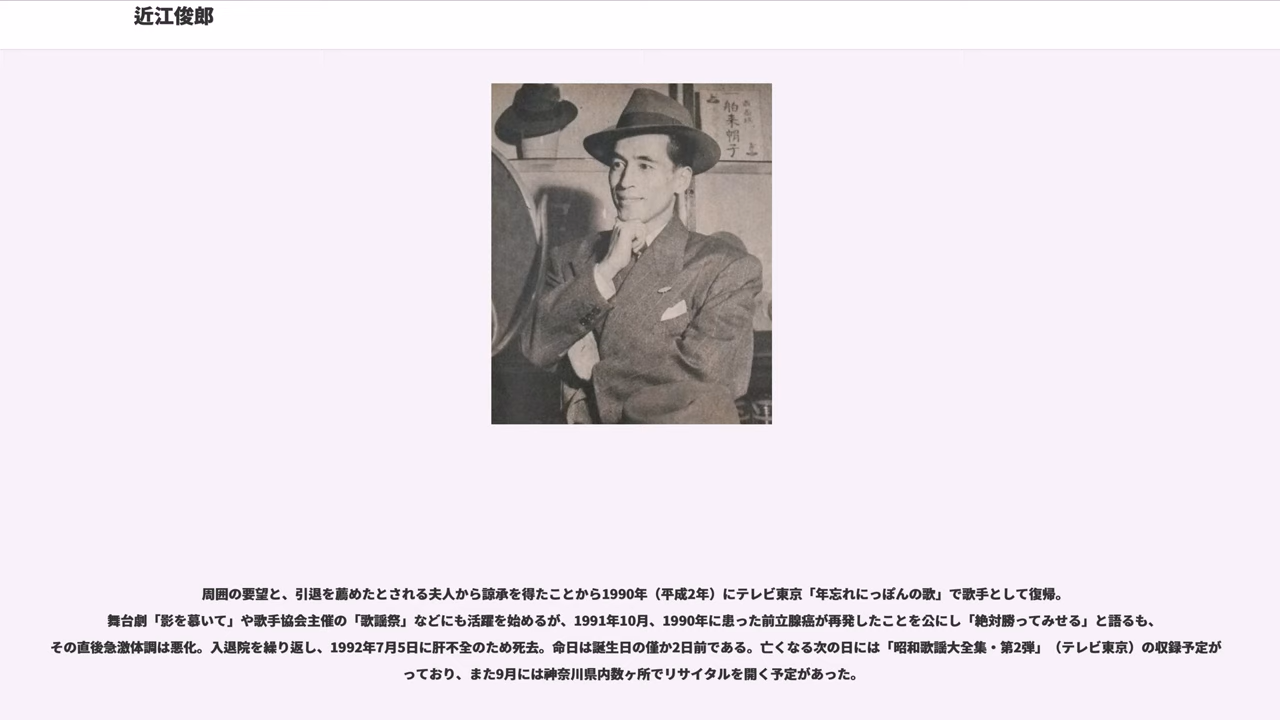 近江俊郎
舶来帽子
周囲の要望と、引退を薦めたとされる夫人から諒承を得たことから1990年（平成2年）にテレビ東京「年忘れにっぽんの歌」で歌手として復帰。
舞台劇「影を慕いて」や歌手協会主催の「歌謡祭」などにも活躍を始めるが、1991年10月、1990年に患った前立腺癌が再発したことを公にし「絶対勝ってみせる」と語るも、
その直後急激体調は悪化。入退院を繰り返し、1992年7月5日に肝不全のため死去。命日は誕生日の僅か2日前である。亡くなる次の日には「昭和歌謡大全集・第2弾」（テレビ東京）の収録予定が
っており、また9月には神奈川県内数ヶ所でリサイタルを開く予定があった。